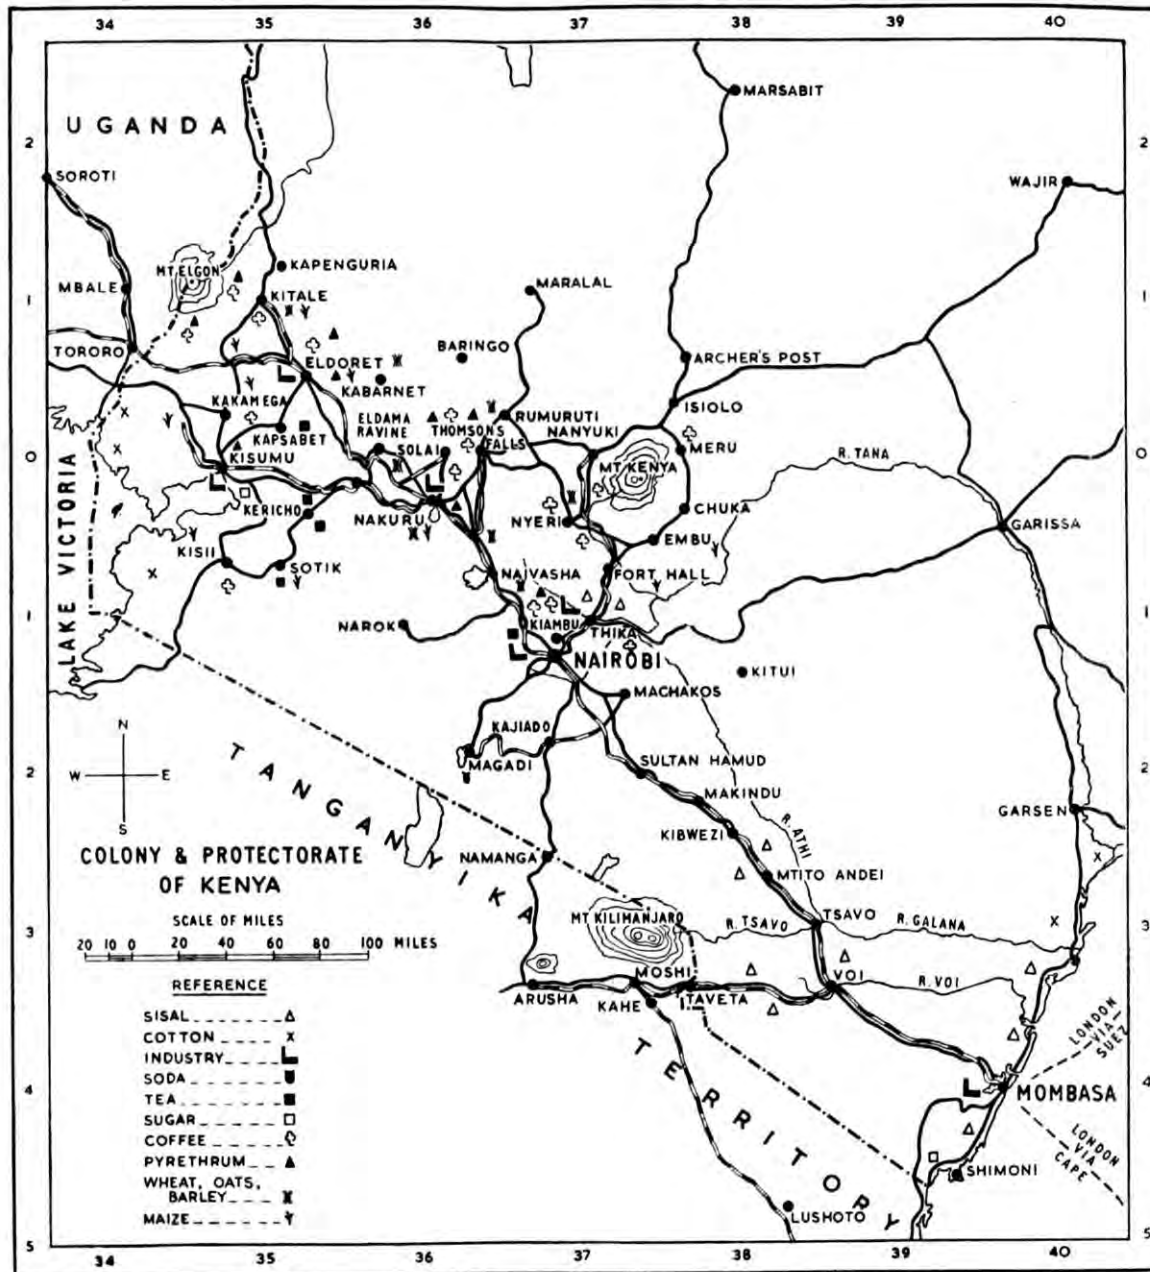 34 35 36 37 38 39 40
UGANDA
MARSABIT
2 2
SOROTI
WAJIR
MT ELGON
KAPENGURIA
MBALE
KITALE
MARALAL
1 1
TORORO
BARINGO
ELDORET
ARCHER'S POST
KABARNET
KAKAMEGA
ISIOLO
RUMURUTI
ELDAMA
RAVINE
THOMSON'S
FALLS
NANYUKI
KAPSABET
SOLAI
MERU
0 0
KISUMU
MT KENYA
R. TANA
LAKE VICTORIA
KERICHO
NAKURU
NYERI
CHUKA
GARISSA
KISII
SOTIK
EMBU
NAIVASHA
FORT HALL
1 1
NAROK
KIAMBU
THIKA
NAIROBI
KITUI
MACHAKOS
N
W E
S
KAJIADO
MAGADI
SULTAN HAMUD
2 2
MAKINDU
GARSEN
KIBWEZI
R. ATHI
TANGANYIKA
COLONY & PROTECTORATE
OF KENYA
NAMANGA
MTITO ANDEI
SCALE OF MILES
20 10 0 20 40 60 80 100 MILES
MT KILIMANJARO
TSAVO
R. TSAVO
R. GALANA
3 3
MOSHI
VOI
R. VOI
ARUSHA
KAHE
TAVETA
REFERENCE
SISAL
COTTON
INDUSTRY
SODA
TEA
SUGAR
COFFEE
PYRETHRUM
WHEAT, OATS,
BARLEY
MAIZE
TERRITORY
LONDON
VIA
SUEZ
4 4
MOMBASA
LONDON
VIA
CAPE
SHIMONI
LUSHOTO
5 5
34 35 36 37 38 39 40